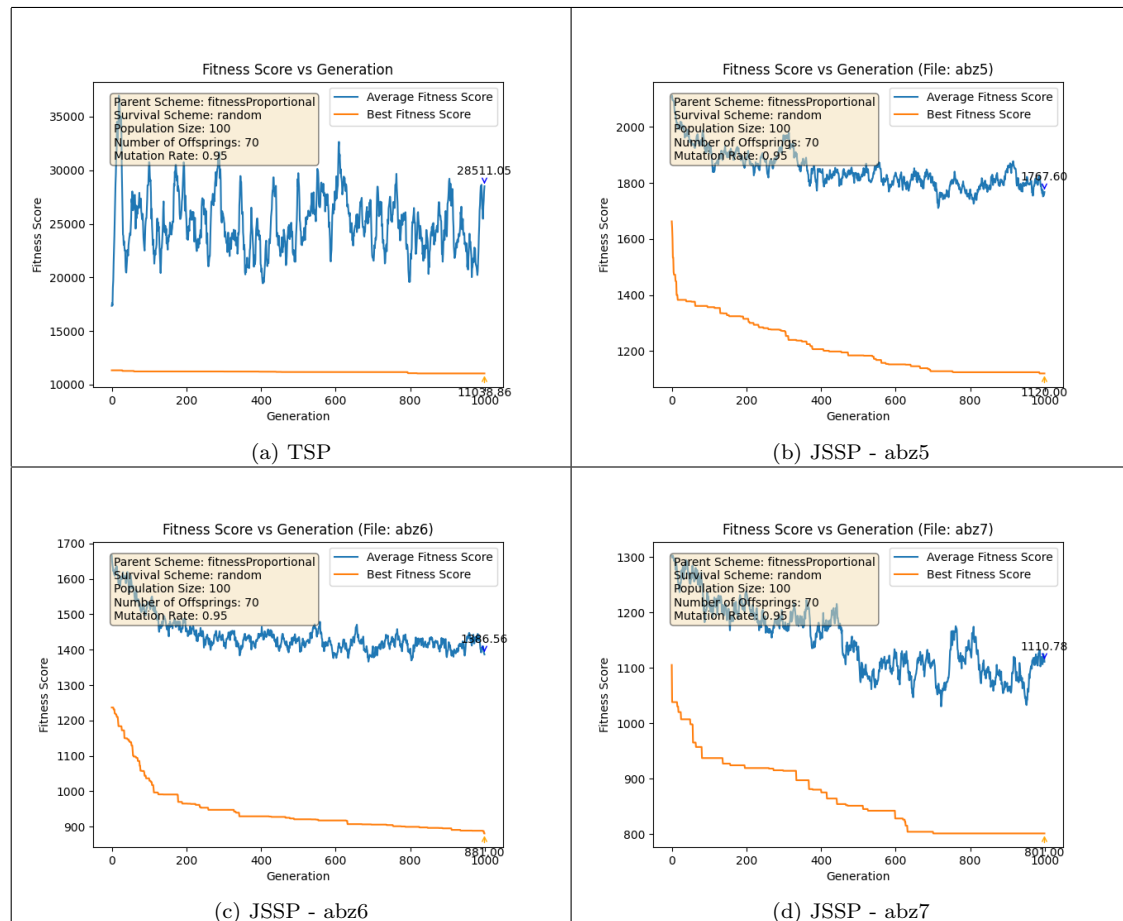 Fitness Score vs Generation
Parent Scheme: fitnessProportional
Survival Scheme: random
Population Size: 100
Number of Offsprings: 70
Mutation Rate: 0.95
Average Fitness Score
Best Fitness Score
28511.05
11038.86
Fitness Score
35000
30000
25000
20000
15000
10000
0 200 400 600 800 1000
Generation
(a) TSP
Fitness Score vs Generation (File: abz5)
Parent Scheme: fitnessProportional
Survival Scheme: random
Population Size: 100
Number of Offsprings: 70
Mutation Rate: 0.95
Average Fitness Score
Best Fitness Score
1767.60
1120.00
Fitness Score
2000
1800
1600
1400
1200
0 200 400 600 800 1000
Generation
(b) JSSP - abz5
Fitness Score vs Generation (File: abz6)
Parent Scheme: fitnessProportional
Survival Scheme: random
Population Size: 100
Number of Offsprings: 70
Mutation Rate: 0.95
Average Fitness Score
Best Fitness Score
1386.56
881.00
Fitness Score
1700
1600
1500
1400
1300
1200
1100
1000
900
0 200 400 600 800 1000
Generation
(c) JSSP - abz6
Fitness Score vs Generation (File: abz7)
Parent Scheme: fitnessProportional
Survival Scheme: random
Population Size: 100
Number of Offsprings: 70
Mutation Rate: 0.95
Average Fitness Score
Best Fitness Score
1110.78
801.00
Fitness Score
1300
1200
1100
1000
900
800
0 200 400 600 800 1000
Generation
(d) JSSP - abz7